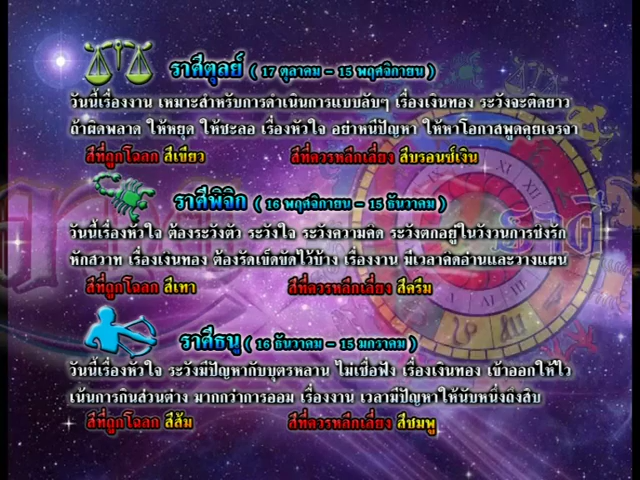 ราศีตุลย์ ( 17 ตุลาคม - 15 พฤศจิกายน )
วันนี้เรื่องงาน เหมาะสำหรับการดำเนินการแบบลับๆ เรื่องเงินทอง ระวังจะติดยาว
ถ้าผิดพลาด ให้หยุด ให้ชะลอ เรื่องหัวใจ อย่าหนีปัญหา ให้หาโอกาสพูดคุยเจรจา
สีที่ถูกโฉลก สีเขียว สีที่ควรหลีกเลี่ยง สีบรอนซ์เงิน
ราศีพิจิก ( 16 พฤศจิกายน - 15 ธันวาคม )
วันนี้เรื่องหัวใจ ต้องระวังตัว ระวังใจ ระวังความคิด ระวังตกอยู่ในวังวนการชิงรัก
หักสวาท เรื่องเงินทอง ต้องรัดเข็มขัดไว้บ้าง เรื่องงาน มีเวลาคิดอ่านและวางแผน
สีที่ถูกโฉลก สีเทา สีที่ควรหลีกเลี่ยง สีครีม
ราศีธนู ( 16 ธันวาคม - 15 มกราคม )
วันนี้เรื่องหัวใจ ระวังมีปัญหากับบุตรหลาน ไม่เชื่อฟัง เรื่องเงินทอง เข้าออกให้ไว
เน้นการกินส่วนต่าง มากกว่าการออม เรื่องงาน เวลามีปัญหาให้นับหนึ่งถึงสิบ
สีที่ถูกโฉลก สีส้ม สีที่ควรหลีกเลี่ยง สีชมพู